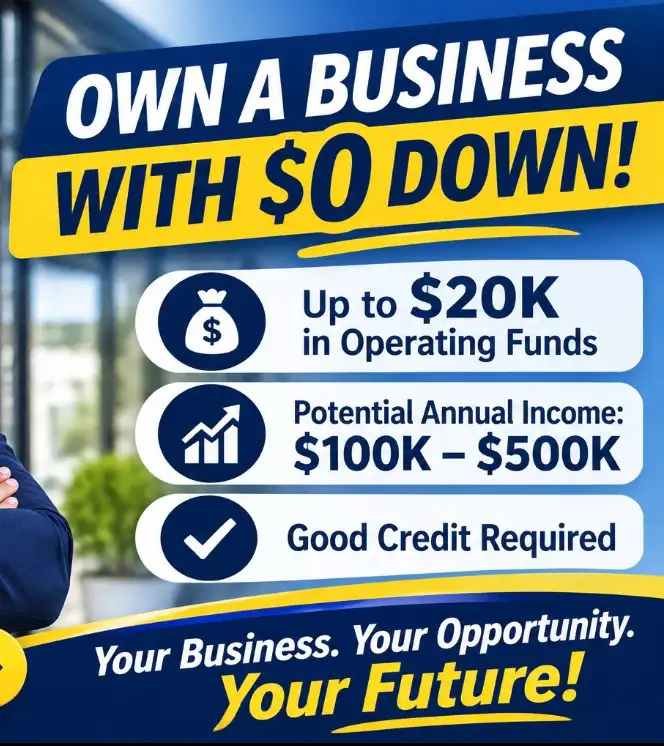 OWN A BUSINESS
WITH $0 DOWN!
$
Up to $20K
in Operating Funds
Potential Annual Income:
$100K – $500K
Good Credit Required
Your Business. Your Opportunity.
Your Future!